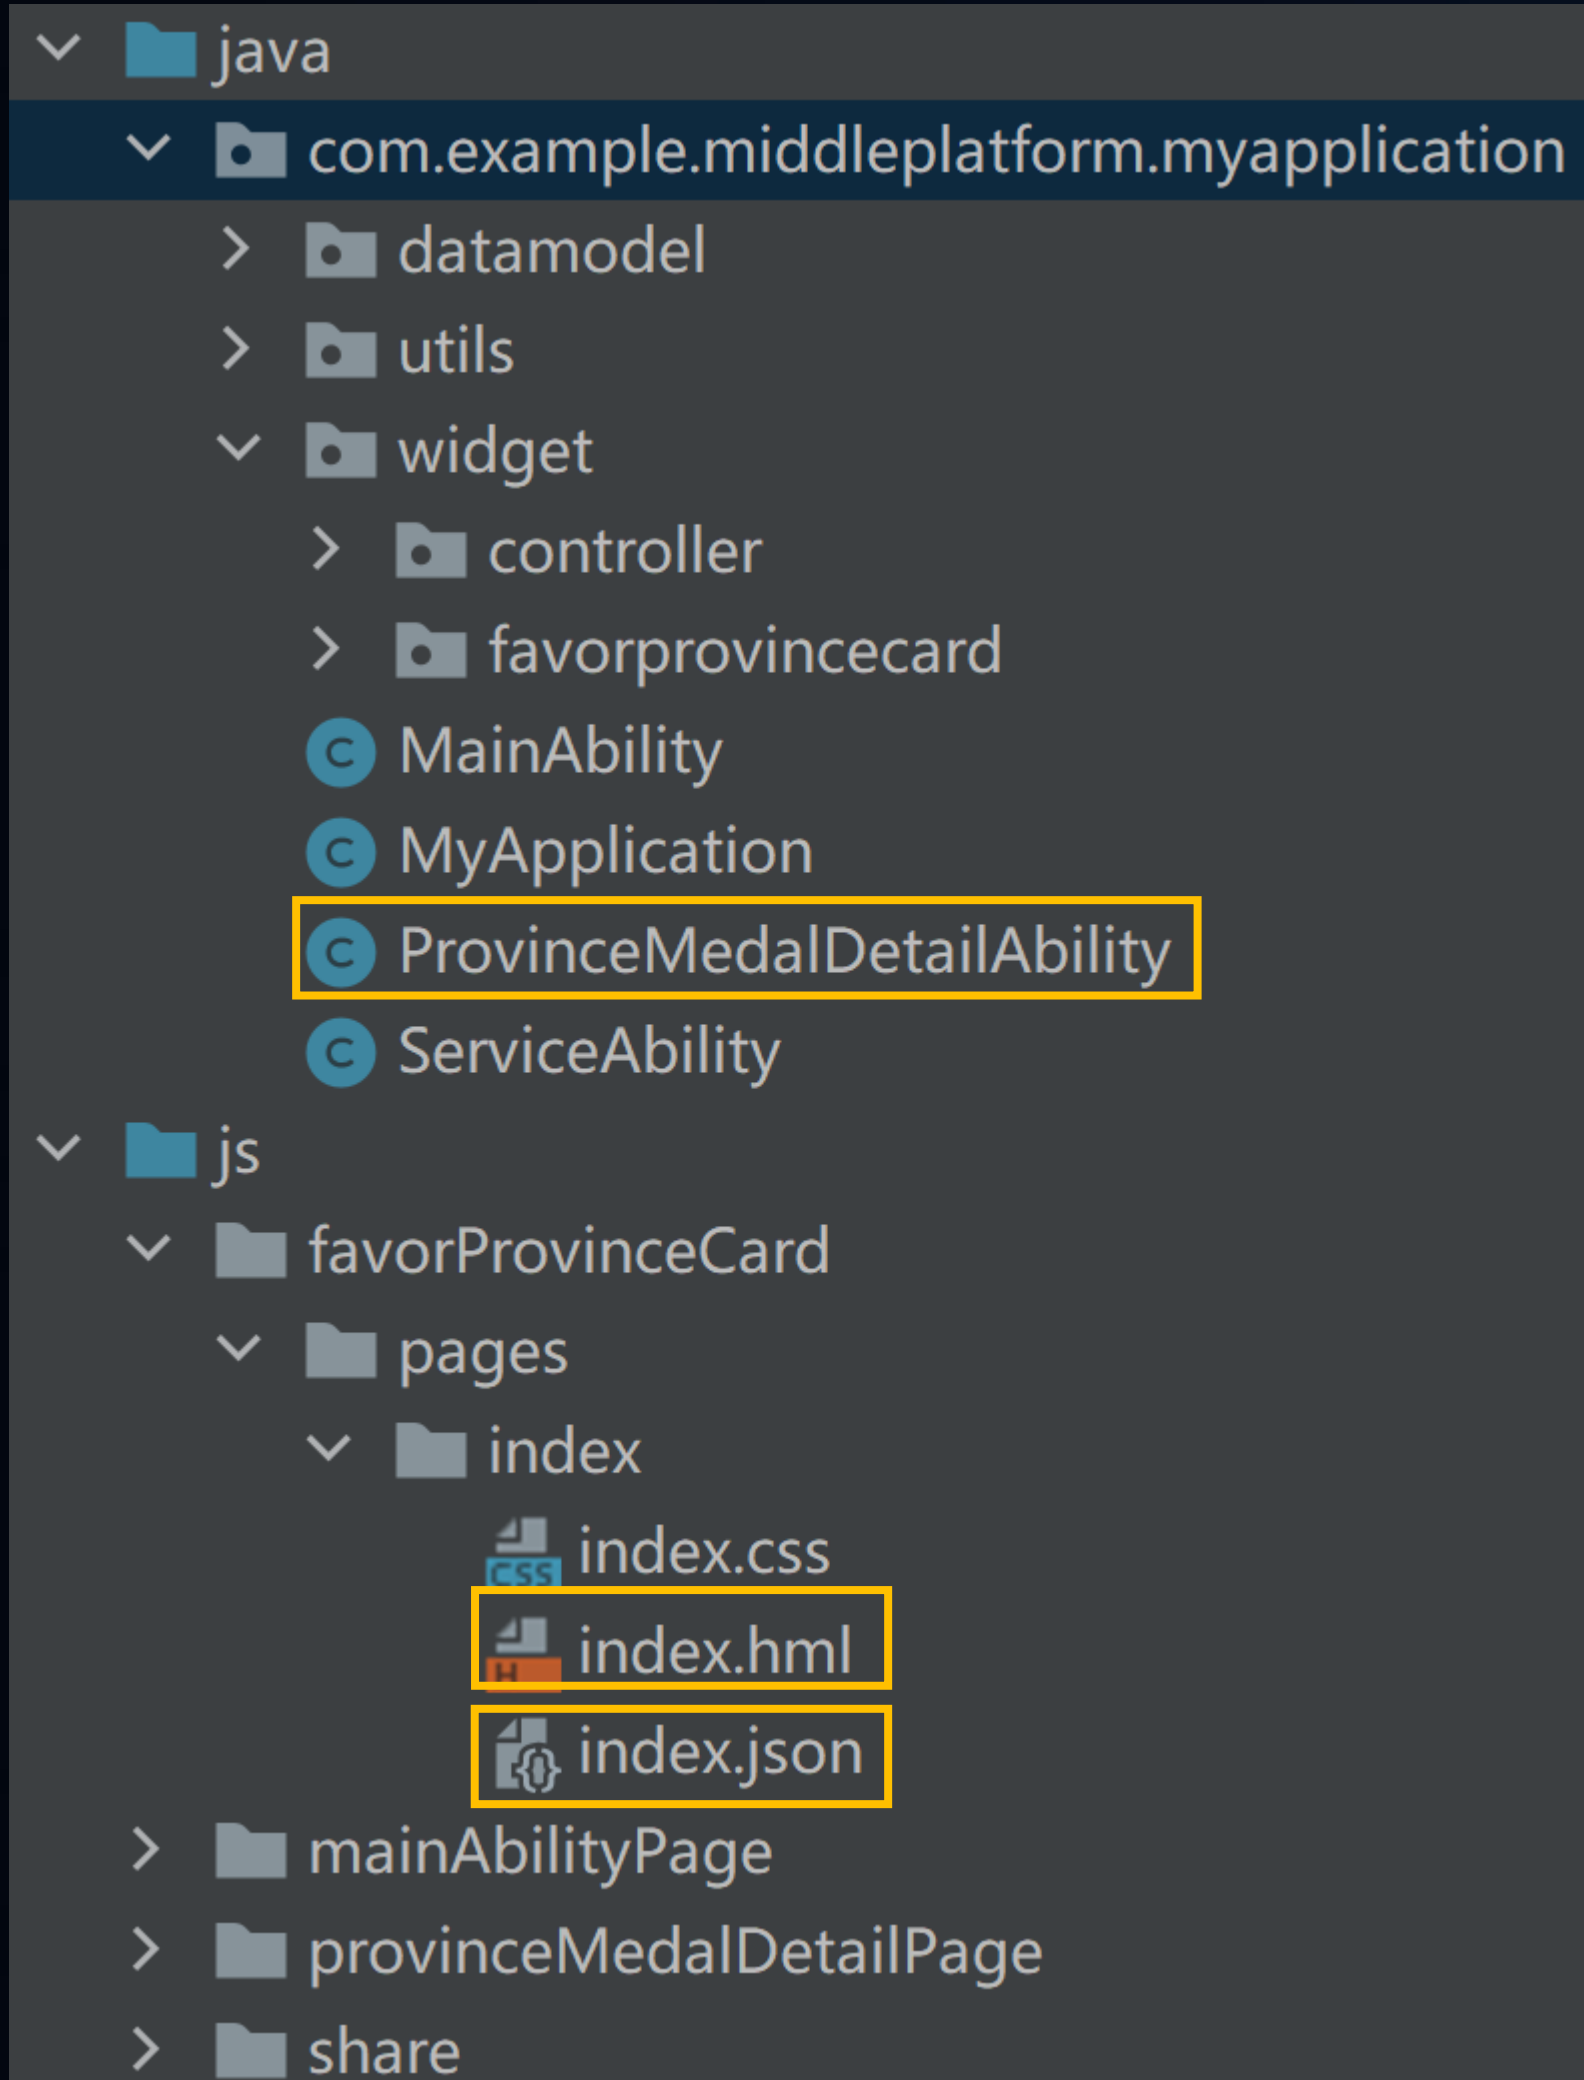 java
com.example.middleplatform.myapplication
datamodel
utils
widget
controller
favorprovincecard
C MainAbility
C MyApplication
C ProvinceMedalDetailAbility
C ServiceAbility
js
favorProvinceCard
pages
index
CSS index.css
H index.hml
{} index.json
mainAbilityPage
provinceMedalDetailPage
share